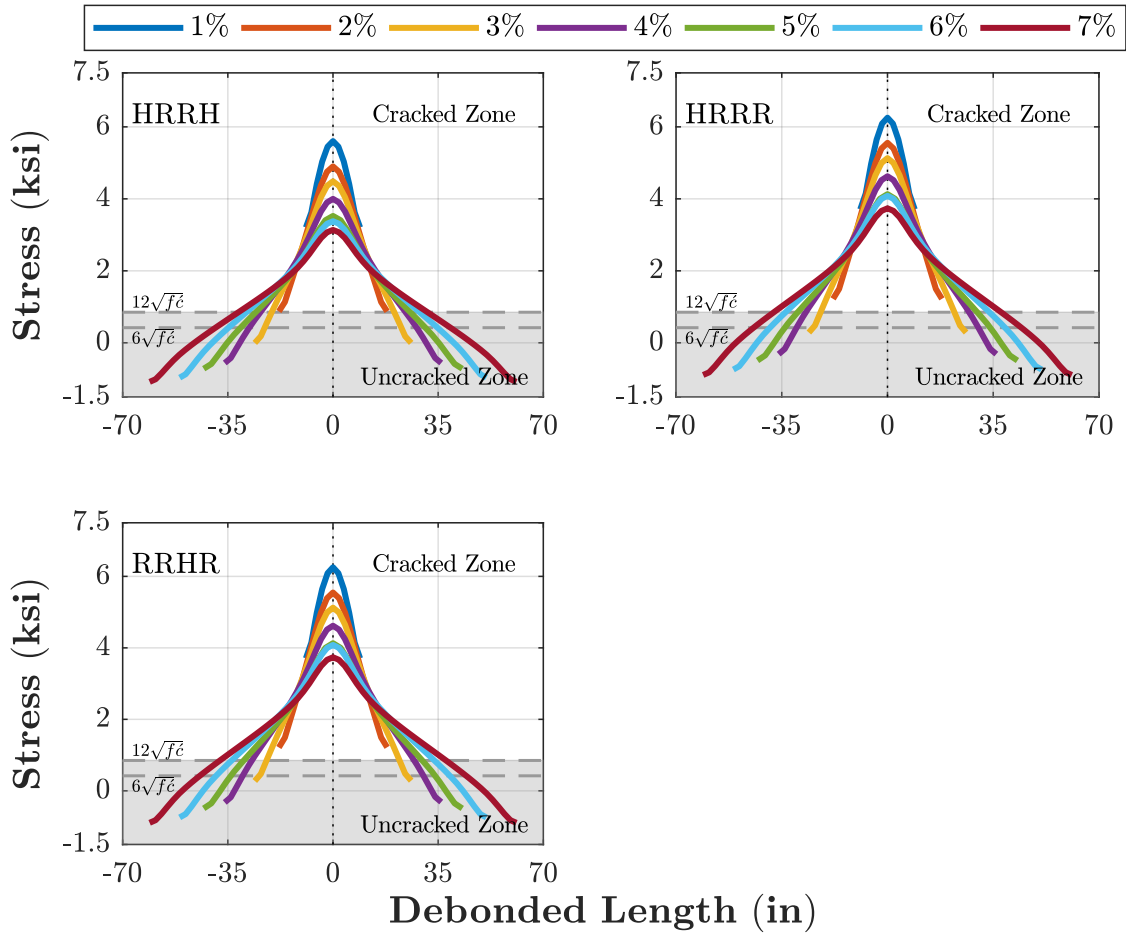 1% 2% 3% 4% 5% 6% 7%
7.5 7.5
HRRH Cracked Zone HRRR Cracked Zone
6 6
Stress (ksi)
4 4
2 2
12√f́c 12√f́c
6√f́c 6√f́c
0 0
Uncracked Zone Uncracked Zone
-1.5 -1.5
-70 -35 0 35 70 -70 -35 0 35 70
7.5
RRHR Cracked Zone
6
Stress (ksi)
4
2
12√f́c
6√f́c
0
Uncracked Zone
-1.5
-70 -35 0 35 70
Debonded Length (in)